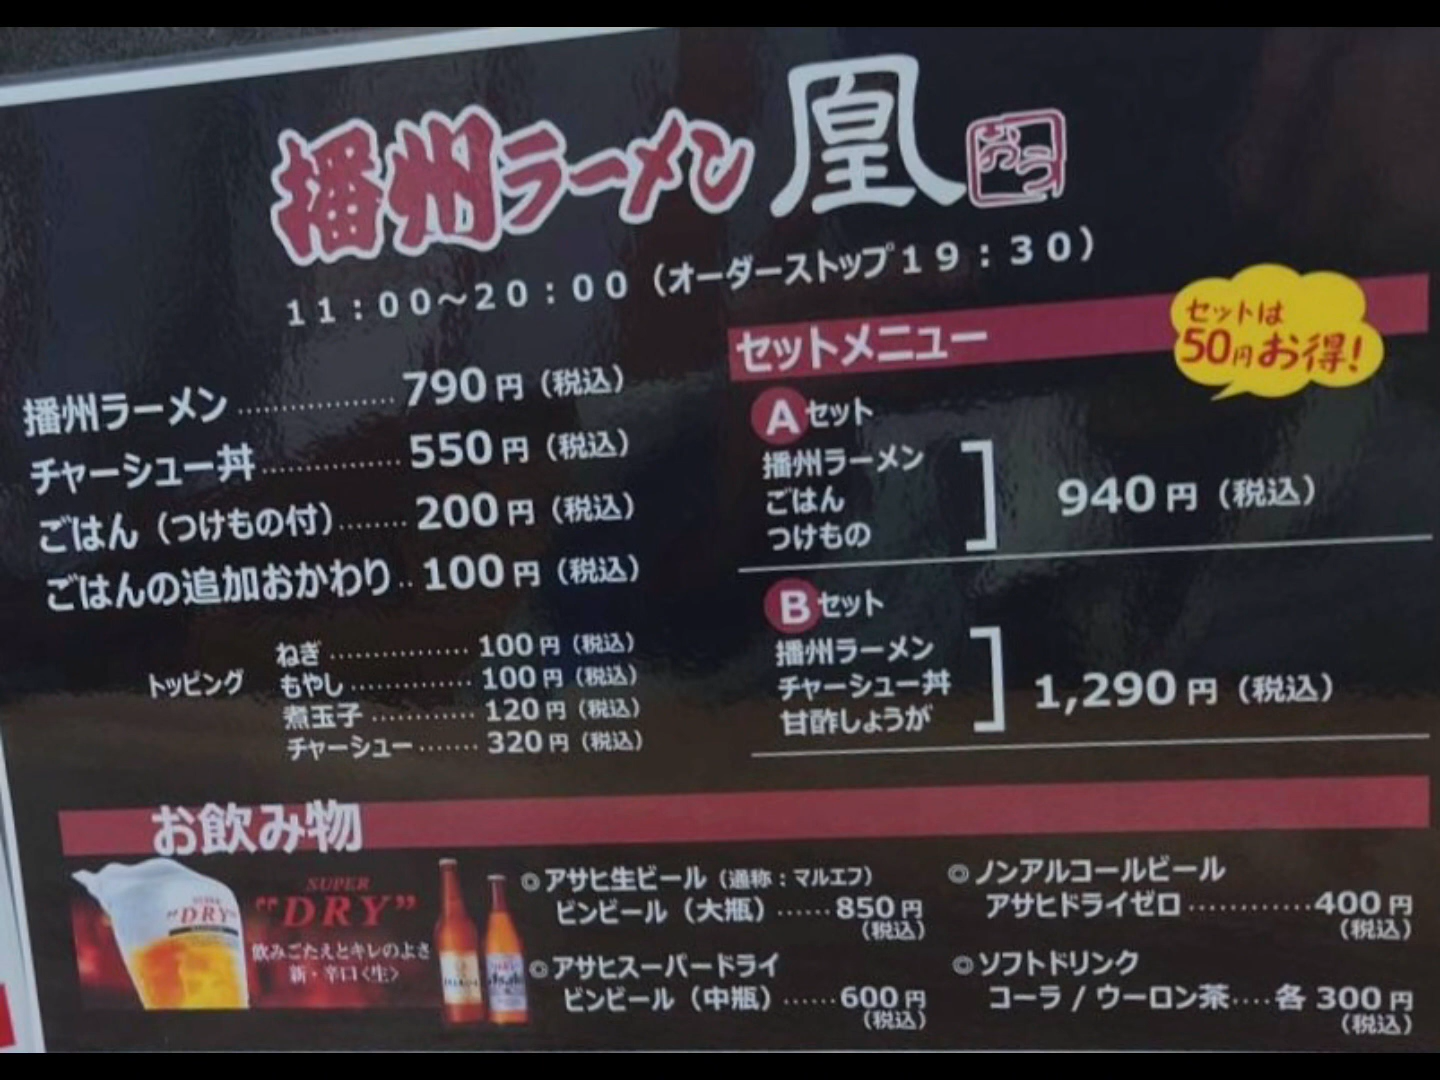 播州ラーメン 凰 おう
11:00~20:00(オーダーストップ19:30)
播州ラーメン……………… 790円(税込)
チャーシュー丼…………… 550円(税込)
ごはん(つけもの付)…… 200円(税込)
ごはんの追加おかわり‥100円(税込)
トッピング
ねぎ……………… 100円(税込)
もやし…………… 100円(税込)
煮玉子………… 120円(税込)
チャーシュー…… 320円(税込)
セットメニュー
セットは
50円お得!
Aセット
播州ラーメン
ごはん
つけもの
940円(税込)
Bセット
播州ラーメン
チャーシュー丼
甘酢しょうが
1,290円(税込)
お飲み物
SUPER
"DRY"
SUPER
"DRY"
飲みごたえとキレのよさ
新・辛口<生>
◎アサヒ生ビール(通称:マルエフ)
ビンビール(大瓶)……850円
(税込)
◎アサヒスーパードライ
ビンビール(中瓶)……600円
(税込)
◎ノンアルコールビール
アサヒドライゼロ…………400円
(税込)
◎ソフトドリンク
コーラ / ウーロン茶‥‥各 300円
(税込)